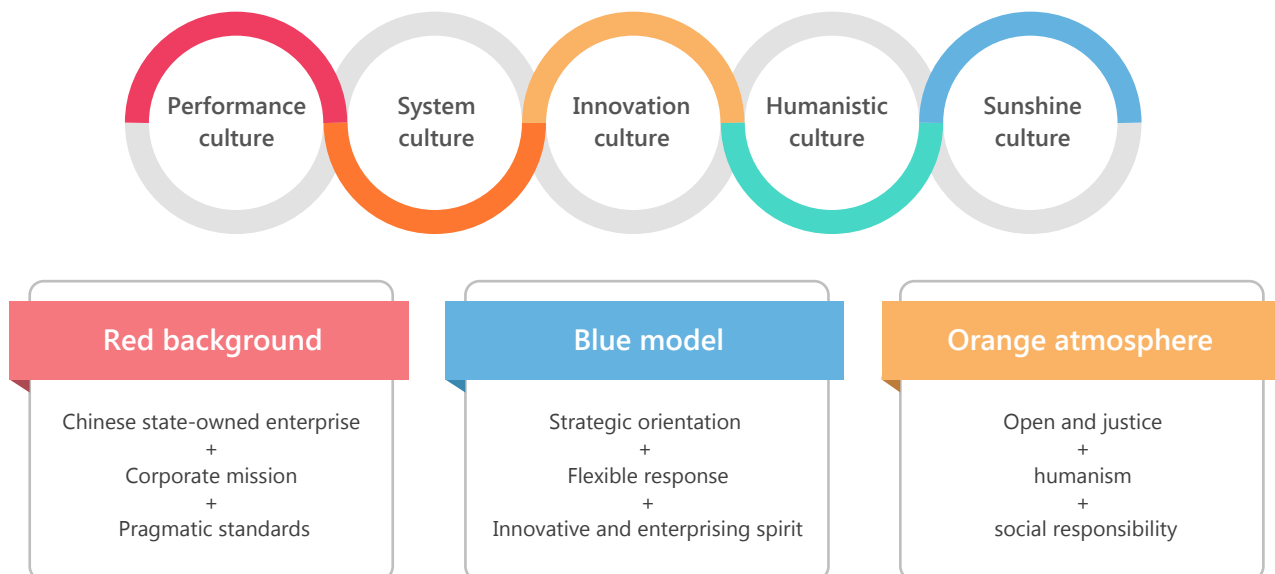 Performance
culture
System
culture
Innovation
culture
Humanistic
culture
Sunshine
culture
Red background
Chinese state-owned enterprise
+
Corporate mission
+
Pragmatic standards
Blue model
Strategic orientation
+
Flexible response
+
Innovative and enterprising spirit
Orange atmosphere
Open and justice
+
humanism
+
social responsibility